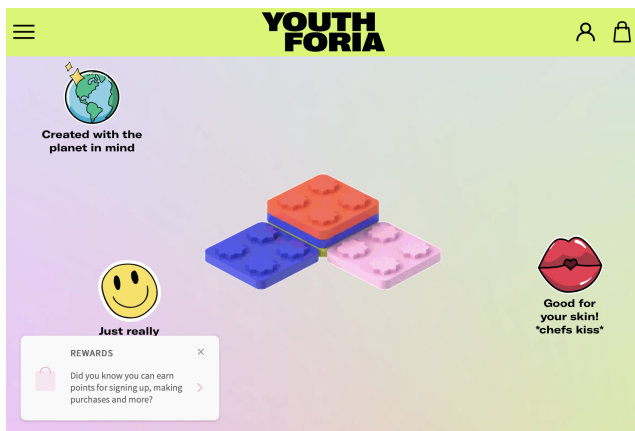 YOUTH
FORIA
Created with the
planet in mind
Just really
Good for
your skin!
*chefs kiss*
REWARDS
Did you know you can earn
points for signing up, making
purchases and more?